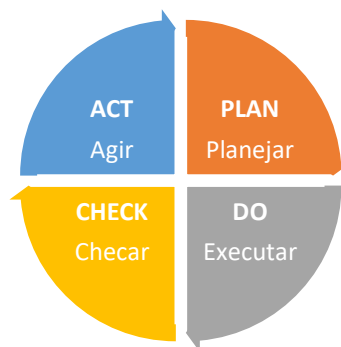 ACT
Agir
PLAN
Planejar
CHECK
Checar
DO
Executar